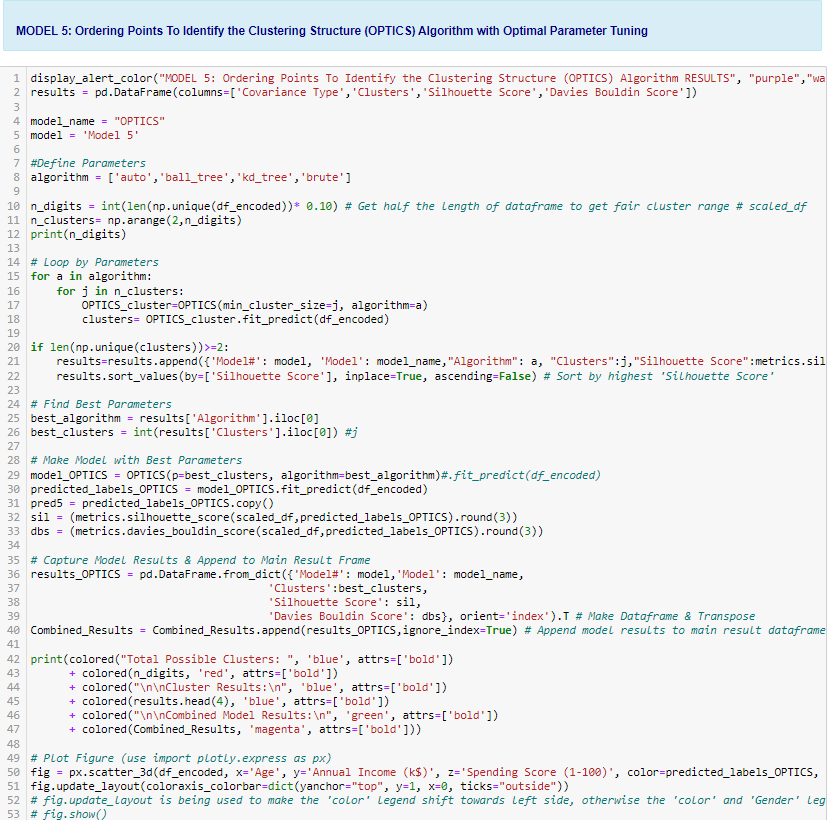 MODEL 5: Ordering Points To Identify the Clustering Structure (OPTICS) Algorithm with Optimal Parameter Tuning
1 display_alert_color("MODEL 5: Ordering Points To Identify the Clustering Structure (OPTICS) Algorithm RESULTS", "purple","wa
2 results = pd.DataFrame(columns=['Covariance Type','Clusters','Silhouette Score','Davies Bouldin Score'])
3
4 model_name = "OPTICS"
5 model = 'Model 5'
6
7 #Define Parameters
8 algorithm = ['auto','ball_tree','kd_tree','brute']
9
10 n_digits = int(len(np.unique(df_encoded))* 0.10) # Get half the length of dataframe to get fair cluster range # scaled_df
11 n_clusters= np.arange(2,n_digits)
12 print(n_digits)
13
14 # Loop by Parameters
15 for a in algorithm:
16     for j in n_clusters:
17         OPTICS_cluster=OPTICS(min_cluster_size=j, algorithm=a)
18         clusters= OPTICS_cluster.fit_predict(df_encoded)
19
20 if len(np.unique(clusters))>=2:
21     results=results.append({'Model#': model, 'Model': model_name,"Algorithm": a, "Clusters":j,"Silhouette Score":metrics.sil
22     results.sort_values(by=['Silhouette Score'], inplace=True, ascending=False) # Sort by highest 'Silhouette Score'
23
24 # Find Best Parameters
25 best_algorithm = results['Algorithm'].iloc[0]
26 best_clusters = int(results['Clusters'].iloc[0]) #j
27
28 # Make Model with Best Parameters
29 model_OPTICS = OPTICS(p=best_clusters, algorithm=best_algorithm)#.fit_predict(df_encoded)
30 predicted_labels_OPTICS = model_OPTICS.fit_predict(df_encoded)
31 pred5 = predicted_labels_OPTICS.copy()
32 sil = (metrics.silhouette_score(scaled_df,predicted_labels_OPTICS).round(3))
33 dbs = (metrics.davies_bouldin_score(scaled_df,predicted_labels_OPTICS).round(3))
34
35 # Capture Model Results & Append to Main Result Frame
36 results_OPTICS = pd.DataFrame.from_dict({'Model#': model,'Model': model_name,
37                                     'Clusters':best_clusters,
38                                     'Silhouette Score': sil,
39                                     'Davies Bouldin Score': dbs}, orient='index').T # Make Dataframe & Transpose
40 Combined_Results = Combined_Results.append(results_OPTICS,ignore_index=True) # Append model results to main result dataframe
41
42 print(colored("Total Possible Clusters: ", 'blue', attrs=['bold'])
43       + colored(n_digits, 'red', attrs=['bold'])
44       + colored("\n\nCluster Results:\n", 'blue', attrs=['bold'])
45       + colored(results.head(4), 'blue', attrs=['bold'])
46       + colored("\n\nCombined Model Results:\n", 'green', attrs=['bold'])
47       + colored(Combined_Results, 'magenta', attrs=['bold']))
48
49 # Plot Figure (use import plotly.express as px)
50 fig = px.scatter_3d(df_encoded, x='Age', y='Annual Income (k$)', z='Spending Score (1-100)', color=predicted_labels_OPTICS,
51 fig.update_layout(coloraxis_colorbar=dict(yanchor="top", y=1, x=0, ticks="outside"))
52 # fig.update_layout is being used to make the 'color' legend shift towards left side, otherwise the 'color' and 'Gender' leg
53 # fig.show()